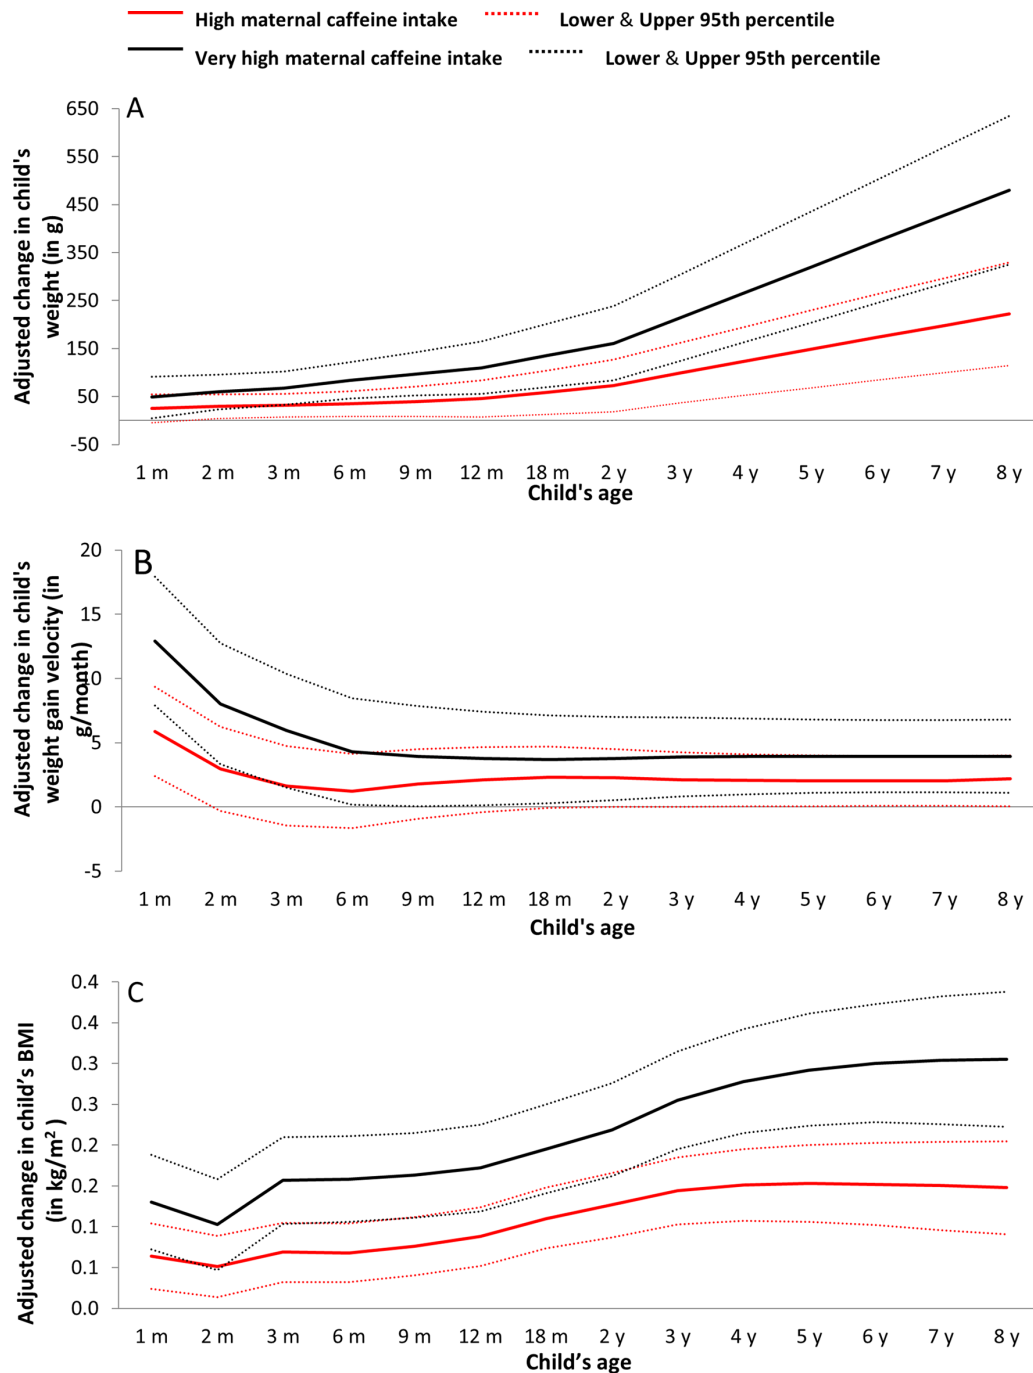 High maternal caffeine intake Lower & Upper 95th percentile
Very high maternal caffeine intake Lower & Upper 95th percentile
A
Adjusted change in child's
weight (in g)
650
550
450
350
250
150
50
-50
1 m 2 m 3 m 6 m 9 m 12 m 18 m 2 y 3 y 4 y 5 y 6 y 7 y 8 y
Child's age
B
Adjusted change in child's
weight gain velocity (in
g/month)
20
15
10
5
0
-5
1 m 2 m 3 m 6 m 9 m 12 m 18 m 2 y 3 y 4 y 5 y 6 y 7 y 8 y
Child's age
C
Adjusted change in child’s BMI
(in kg/m²)
0.4
0.4
0.3
0.3
0.2
0.2
0.1
0.1
0.0
1 m 2 m 3 m 6 m 9 m 12 m 18 m 2 y 3 y 4 y 5 y 6 y 7 y 8 y
Child’s age